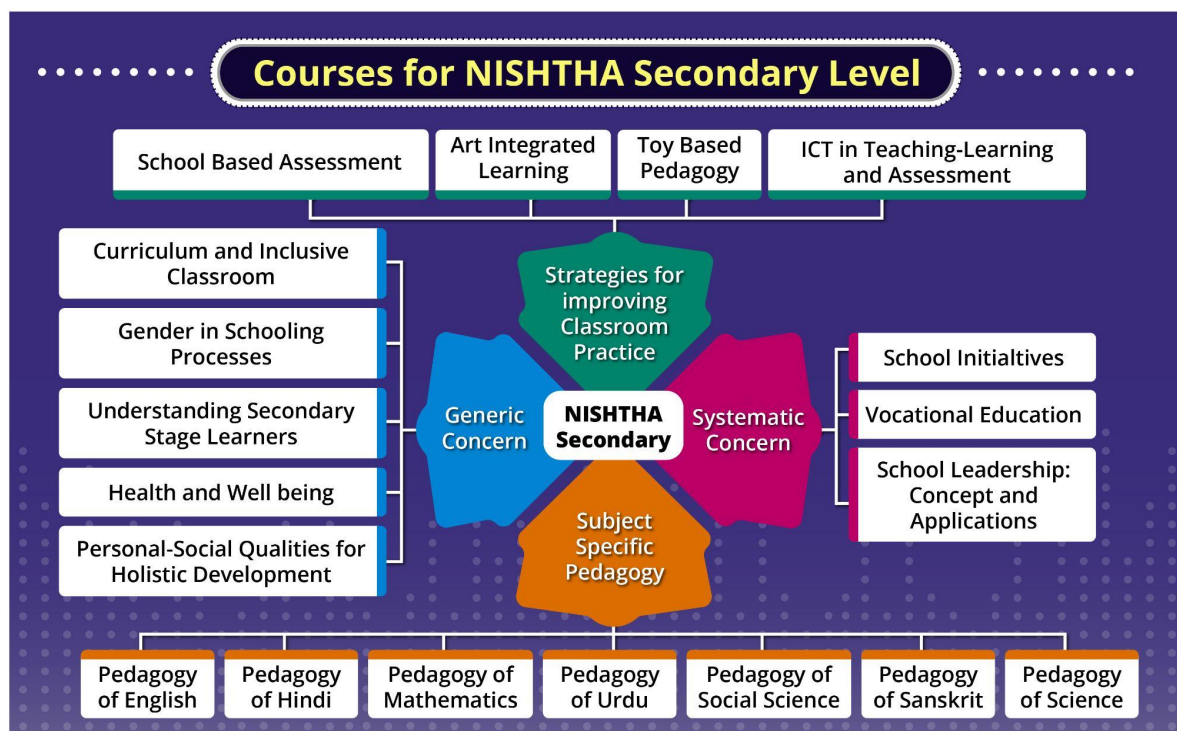 Courses for NISHTHA Secondary Level
School Based Assessment
Art Integrated
Learning
Toy Based
Pedagogy
ICT in Teaching-Learning
and Assessment
Curriculum and Inclusive
Classroom
Gender in Schooling
Processes
Understanding Secondary
Stage Learners
Health and Well being
Personal-Social Qualities for
Holistic Development
Strategies for
improving
Classroom
Practice
Generic
Concern
NISHTHA
Secondary
Systematic
Concern
Subject
Specific
Pedagogy
School Initialtives
Vocational Education
School Leadership:
Concept and
Applications
Pedagogy
of English
Pedagogy
of Hindi
Pedagogy of
Mathematics
Pedagogy
of Urdu
Pedagogy of
Social Science
Pedagogy
of Sanskrit
Pedagogy
of Science